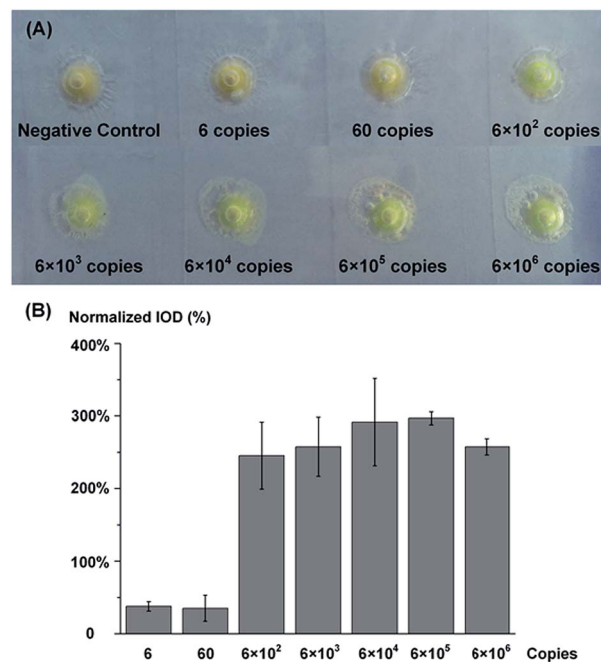 (A)
Negative Control 6 copies 60 copies 6×10² copies
6×10³ copies 6×10⁴ copies 6×10⁵ copies 6×10⁶ copies
(B) Normalized IOD (%)
400%
300%
200%
100%
0
6 60 6×10² 6×10³ 6×10⁴ 6×10⁵ 6×10⁶ Copies